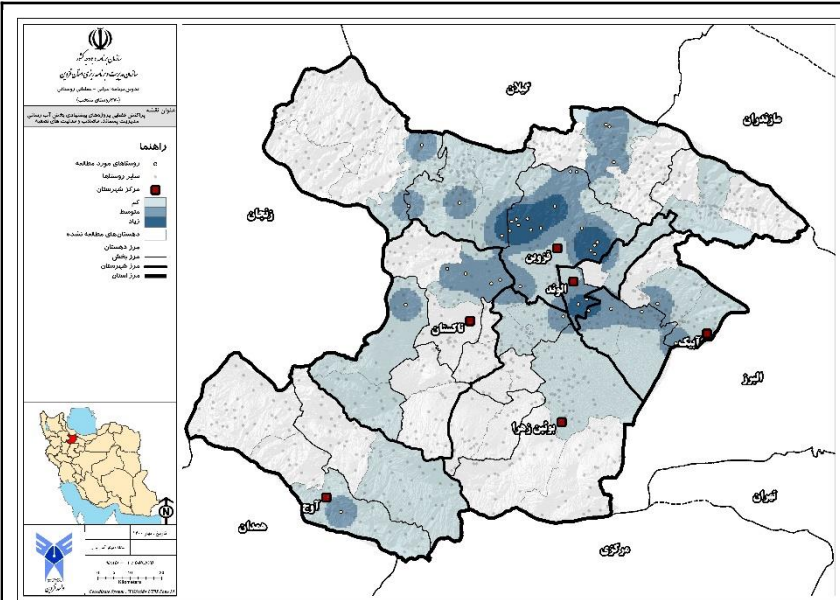 سازمان برنامه و بودجه کشور
سازمان مدیریت و برنامه ریزی استان قزوین
عنوان نقشه
راهنما
روستاهای مورد مطالعه
سایر روستاها
مرکز شهرستان
کم
متوسط
زیاد
دهستان‌های مطالعه نشده
مرز دهستان
مرز بخش
مرز شهرستان
مرز استان
N
Kilometers
گیلان
مازندران
زنجان
قزوین
الوند
تاکستان
آبیک
البرز
بوئین زهرا
آوج
تهران
همدان
مرکزی